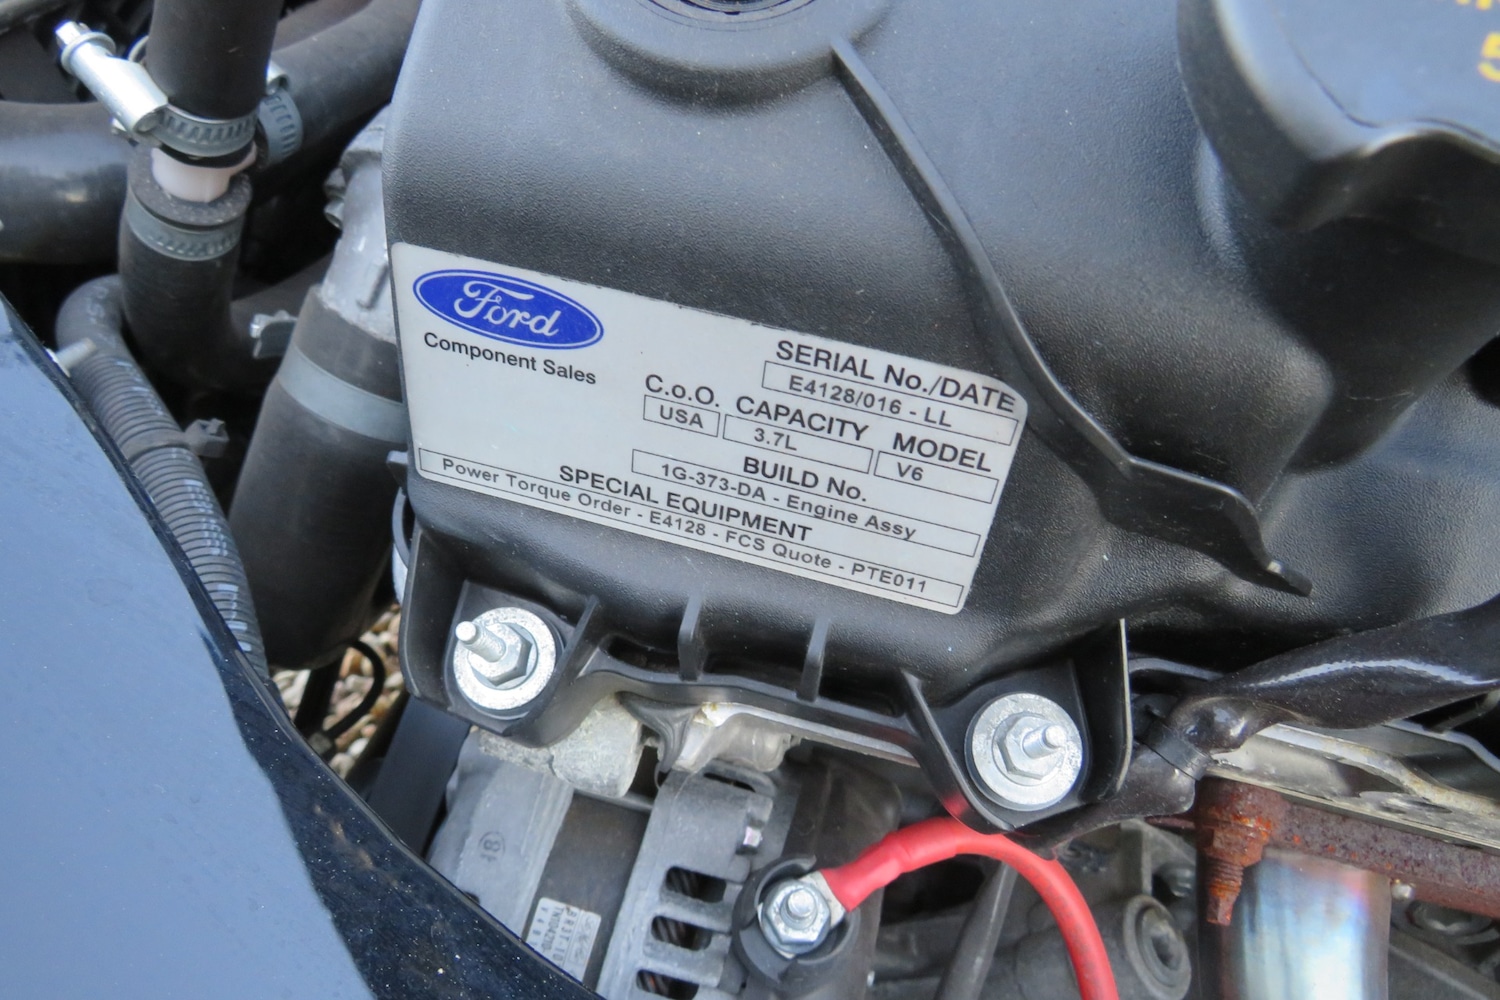 Ford
Component Sales
SERIAL No./DATE
E4128/016 - LL
C.o.O. CAPACITY MODEL
USA 3.7L V6
BUILD No.
1G-373-DA - Engine Assy
SPECIAL EQUIPMENT
Power Torque Order - E4128 - FCS Quote - PTE011
5